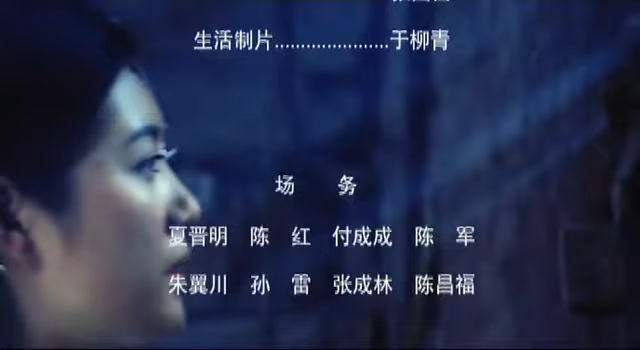 生活制片......................于柳青
场 务
夏晋明 陈 红 付成成 陈 军
朱翼川 孙 雷 张成林 陈昌福